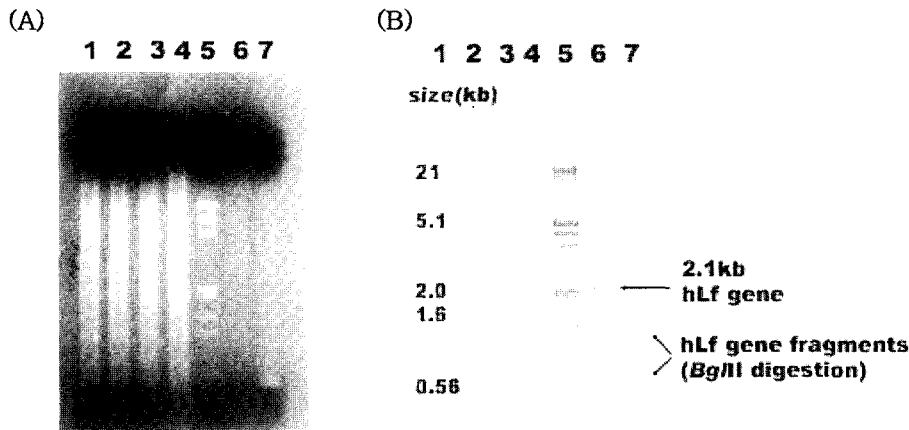 (A)
1 2 3 4 5 6 7
(B)
1 2 3 4 5 6 7
size(kb)
21
5.1
2.0
1.6
0.56
2.1kb
hLf gene
hLf gene fragments
(BglII digestion)